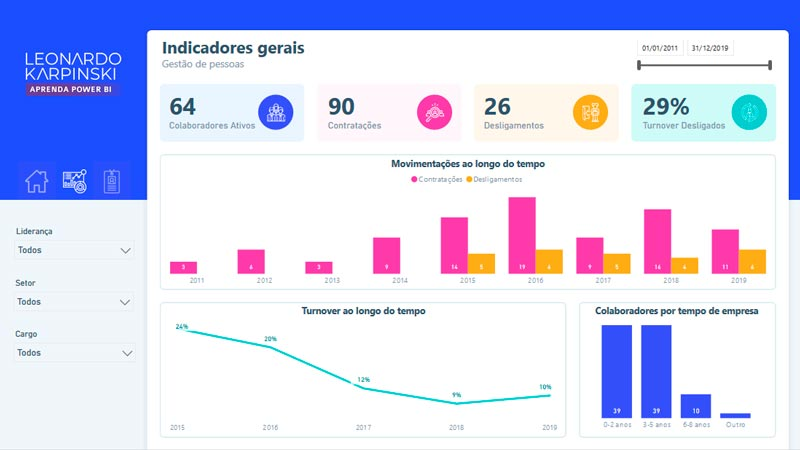 LEONARDO
KARPINSKI
APRENDA POWER BI
Liderança
Todos
Setor
Todos
Cargo
Todos
Indicadores gerais
Gestão de pessoas
01/01/2011 31/12/2019
64
Colaboradores Ativos
90
Contratações
26
Desligamentos
29%
Turnover Desligados
Movimentações ao longo do tempo
Contratações Desligamentos
3 6 3 9 14 5 19 6 9 5 16 4 11 6
2011 2012 2013 2014 2015 2016 2017 2018 2019
Turnover ao longo do tempo
24% 20% 12% 9% 10%
2015 2016 2017 2018 2019
Colaboradores por tempo de empresa
39 39 10
0-2 anos 3-5 anos 6-8 anos Outro